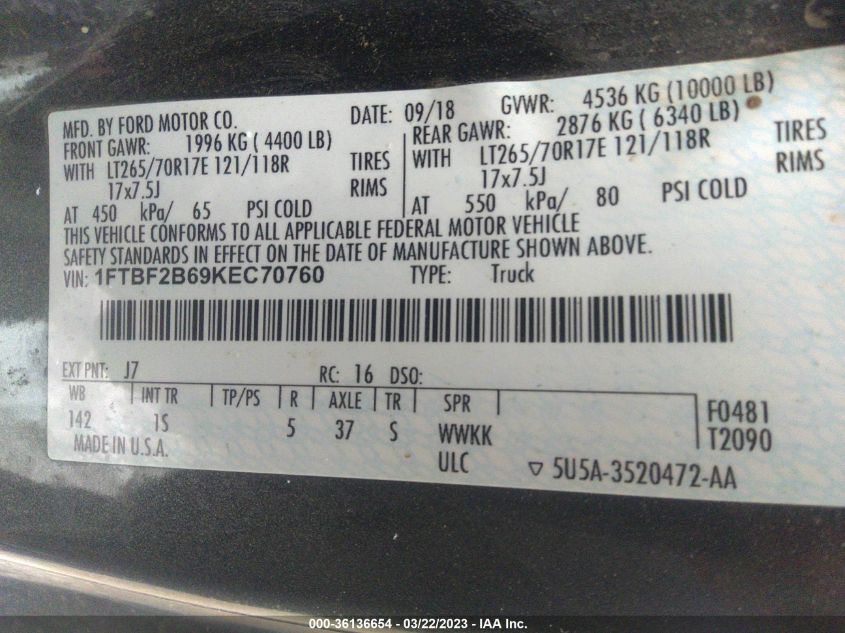 MFD. BY FORD MOTOR CO.
DATE: 09/18 GVWR: 4536 KG (10000 LB)
FRONT GAWR: 1996 KG ( 4400 LB)
REAR GAWR: 2876 KG ( 6340 LB)
WITH LT265/70R17E 121/118R TIRES
WITH LT265/70R17E 121/118R TIRES
17x7.5J RIMS
17x7.5J RIMS
AT 450 kPa/ 65 PSI COLD
AT 550 kPa/ 80 PSI COLD
THIS VEHICLE CONFORMS TO ALL APPLICABLE FEDERAL MOTOR VEHICLE
SAFETY STANDARDS IN EFFECT ON THE DATE OF MANUFACTURE SHOWN ABOVE.
VIN: 1FTBF2B69KEC70760 TYPE: Truck
EXT PNT: J7 RC: 16 DSO:
WB INT TR TP/PS R AXLE TR SPR
142 1S 5 37 S WWKK
F0481
T2090
MADE IN U.S.A.
ULC ▽ 5U5A-3520472-AA
000-36136654 - 03/22/2023 - IAA Inc.